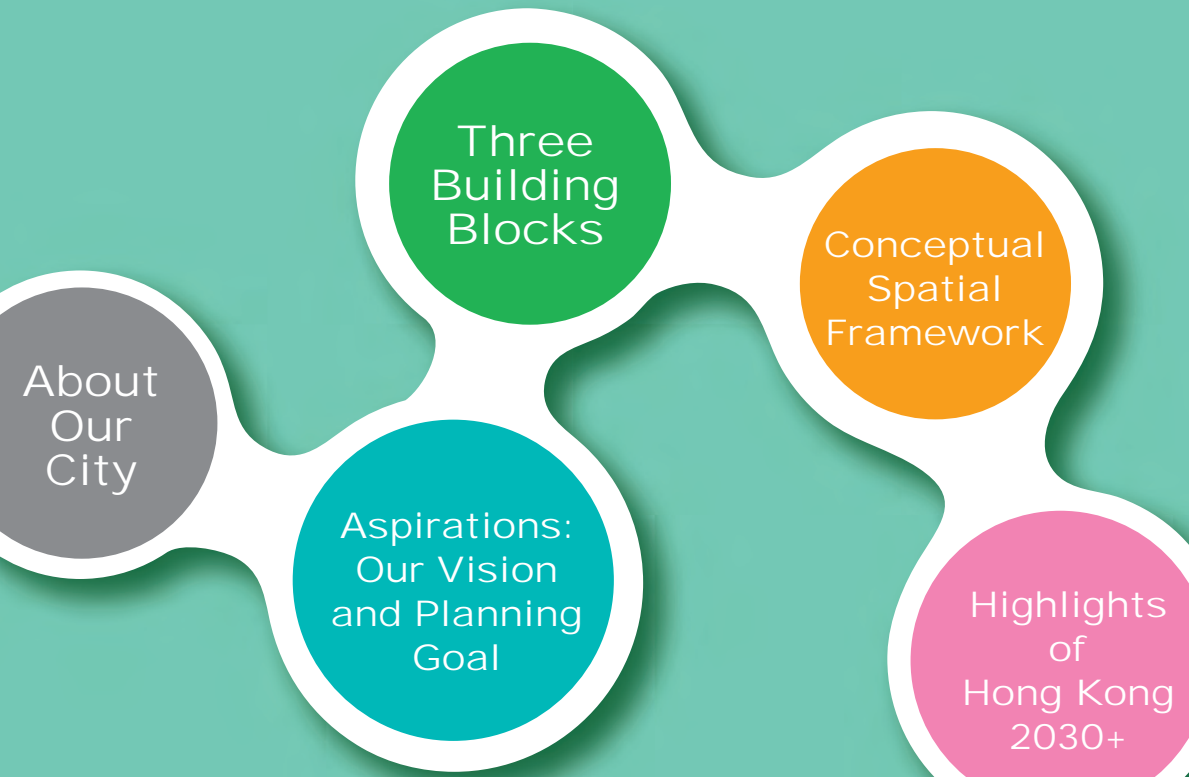 About
Our
City
Aspirations:
Our Vision
and Planning
Goal
Three
Building
Blocks
Conceptual
Spatial
Framework
Highlights
of
Hong Kong
2030+